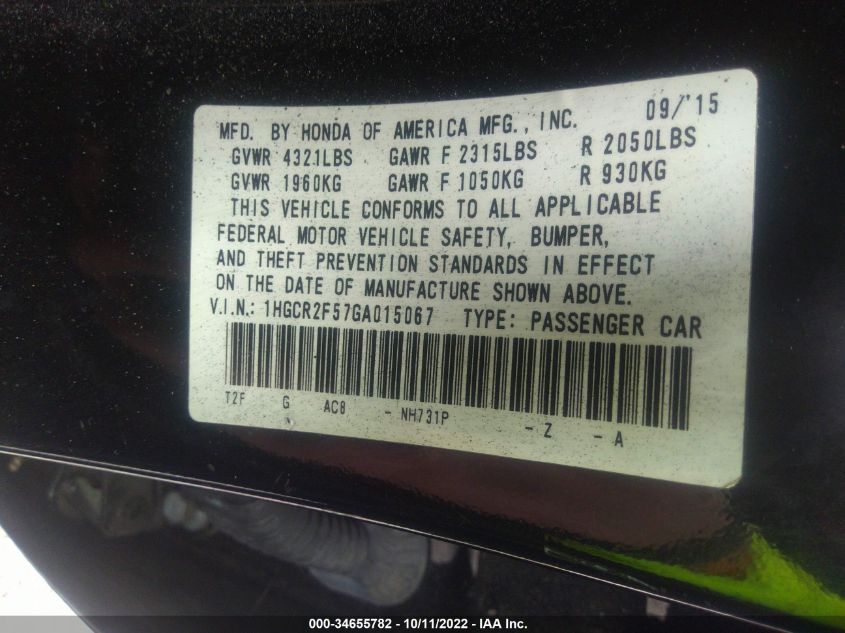 MFD. BY HONDA OF AMERICA MFG., INC. 09/'15
GVWR 4321LBS GAWR F 2315LBS R 2050LBS
GVWR 1960KG GAWR F 1050KG R 930KG
THIS VEHICLE CONFORMS TO ALL APPLICABLE
FEDERAL MOTOR VEHICLE SAFETY, BUMPER,
AND THEFT PREVENTION STANDARDS IN EFFECT
ON THE DATE OF MANUFACTURE SHOWN ABOVE.
V.I.N.: 1HGCR2F57GA015067 TYPE: PASSENGER CAR
T2F G AC8 - NH731P - Z - A
000-34655782 - 10/11/2022 - IAA Inc.